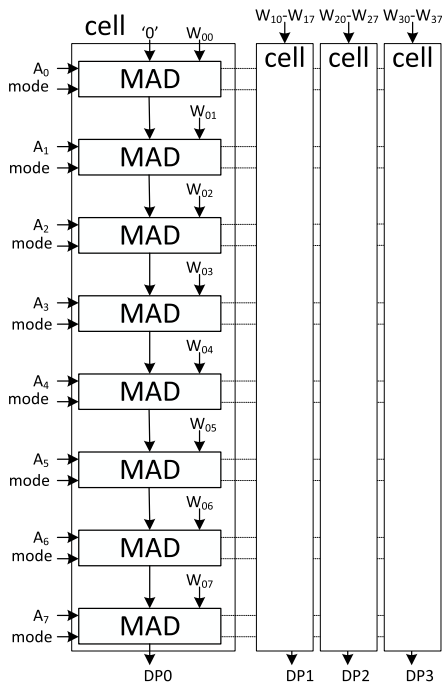 cell '0' W₀₀ W₁₀-W₁₇ W₂₀-W₂₇ W₃₀-W₃₇
cell cell cell
A₀ MAD
mode
W₀₁
A₁ MAD
mode
W₀₂
A₂ MAD
mode
W₀₃
A₃ MAD
mode
W₀₄
A₄ MAD
mode
W₀₅
A₅ MAD
mode
W₀₆
A₆ MAD
mode
W₀₇
A₇ MAD
mode
DP0 DP1 DP2 DP3